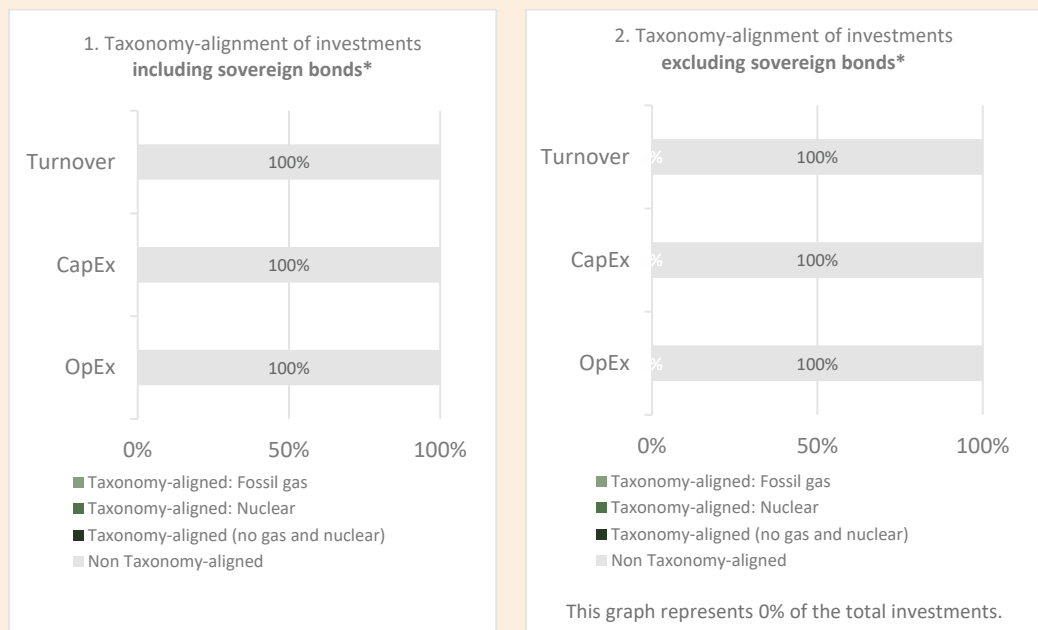 1. Taxonomy-alignment of investments
including sovereign bonds*
Turnover
100%
CapEx
100%
OpEx
100%
0% 50% 100%
Taxonomy-aligned: Fossil gas
Taxonomy-aligned: Nuclear
Taxonomy-aligned (no gas and nuclear)
Non Taxonomy-aligned
2. Taxonomy-alignment of investments
excluding sovereign bonds*
Turnover
% 100%
CapEx
% 100%
OpEx
% 100%
0% 50% 100%
Taxonomy-aligned: Fossil gas
Taxonomy-aligned: Nuclear
Taxonomy-aligned (no gas and nuclear)
Non Taxonomy-aligned
This graph represents 0% of the total investments.